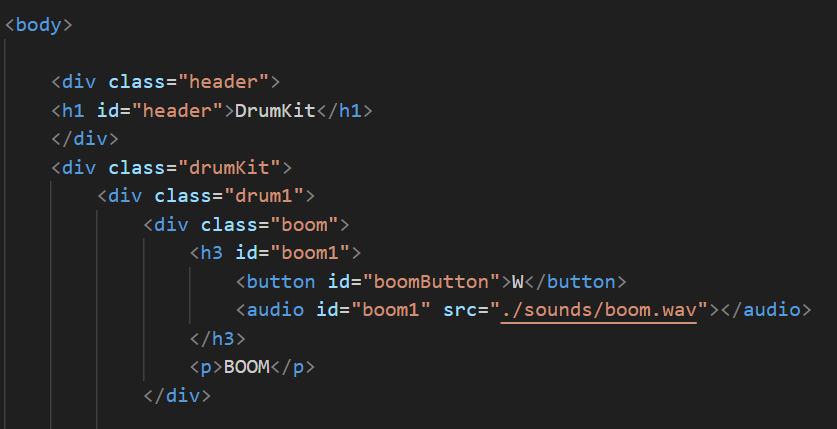 <body>
<div class="header">
<h1 id="header">DrumKit</h1>
</div>
<div class="drumKit">
<div class="drum1">
<div class="boom">
<h3 id="boom1">
<button id="boomButton">W</button>
<audio id="boom1" src="./sounds/boom.wav"></audio>
</h3>
<p>BOOM</p>
</div>